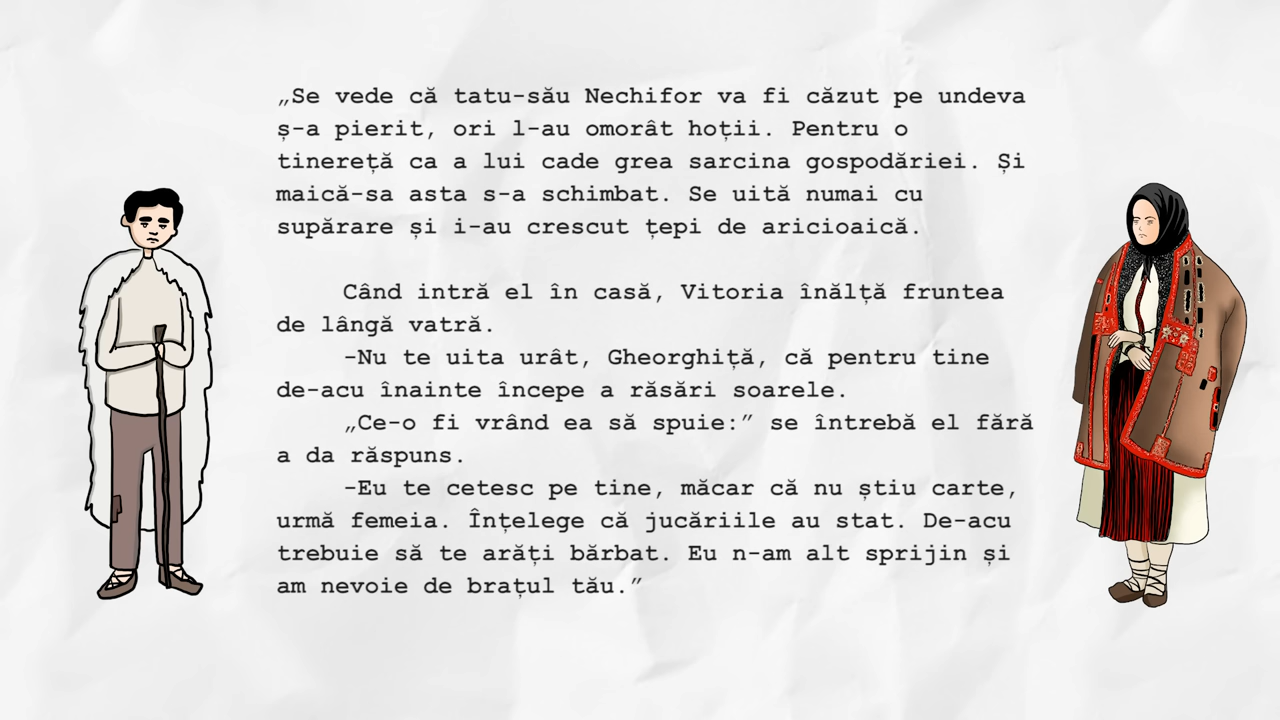 „Se vede că tatu-său Nechifor va fi căzut pe undeva
ș-a pierit, ori l-au omorât hoții. Pentru o
tinereță ca a lui cade grea sarcina gospodăriei. Și
maică-sa asta s-a schimbat. Se uită numai cu
supărare și i-au crescut țepi de aricioaică.
Când intră el în casă, Vitoria înălță fruntea
de lângă vatră.
-Nu te uita urât, Gheorghiță, că pentru tine
de-acu înainte începe a răsări soarele.
„Ce-o fi vrând ea să spuie:” se întrebă el fără
a da răspuns.
-Eu te cetesc pe tine, măcar că nu știu carte,
urmă femeia. Înțelege că jucăriile au stat. De-acu
trebuie să te arăți bărbat. Eu n-am alt sprijin și
am nevoie de brațul tău.”